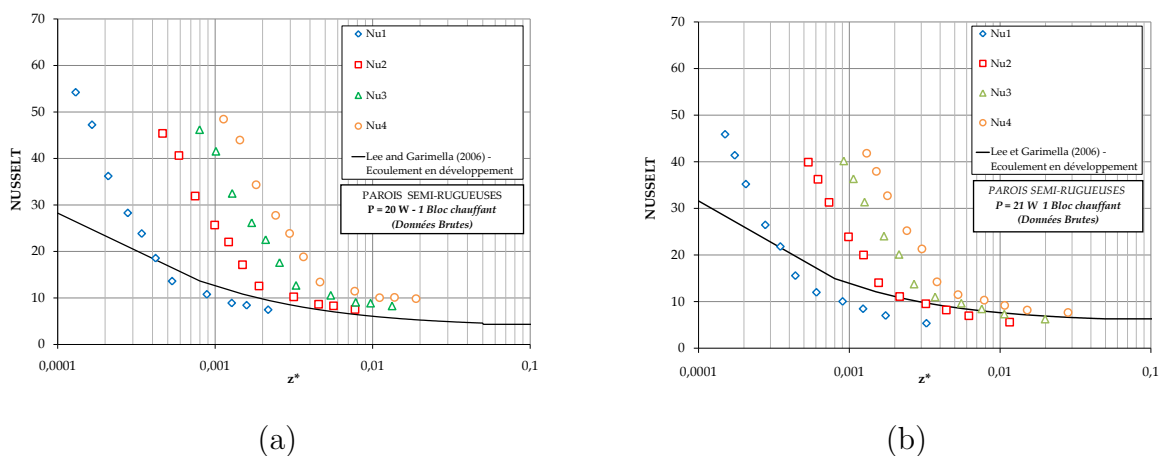 70
60
50
40
30
20
10
0
NUSSELT
0,0001
0,001
0,01
0,1
z*
Nu1
Nu2
Nu3
Nu4
Lee and Garimella (2006) -
Ecoulement en développement
PAROIS SEMI-RUGUEUSES
P = 20 W - 1 Bloc chauffant
(Données Brutes)
(a)
70
60
50
40
30
20
10
0
NUSSELT
0,0001
0,001
0,01
0,1
z*
Nu1
Nu2
Nu3
Nu4
Lee et Garimella (2006) -
Ecoulement en développement
PAROIS SEMI-RUGUEUSES
P = 21 W 1 Bloc chauffant
(Données Brutes)
(b)